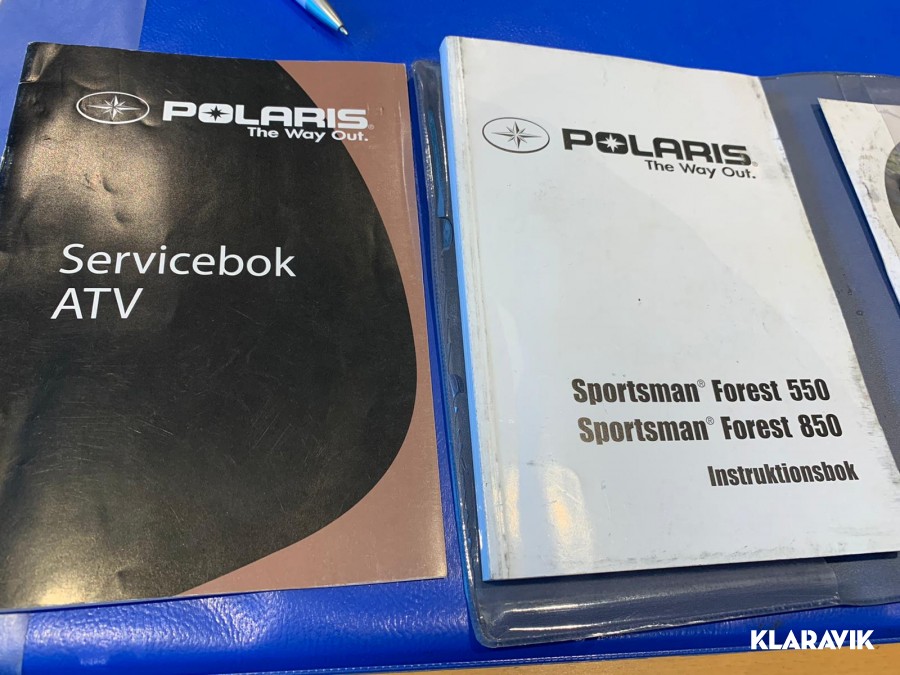 POLARIS®
The Way Out.
Servicebok
ATV
POLARIS®
The Way Out.
Sportsman® Forest 550
Sportsman® Forest 850
Instruktionsbok
KLARAVIK